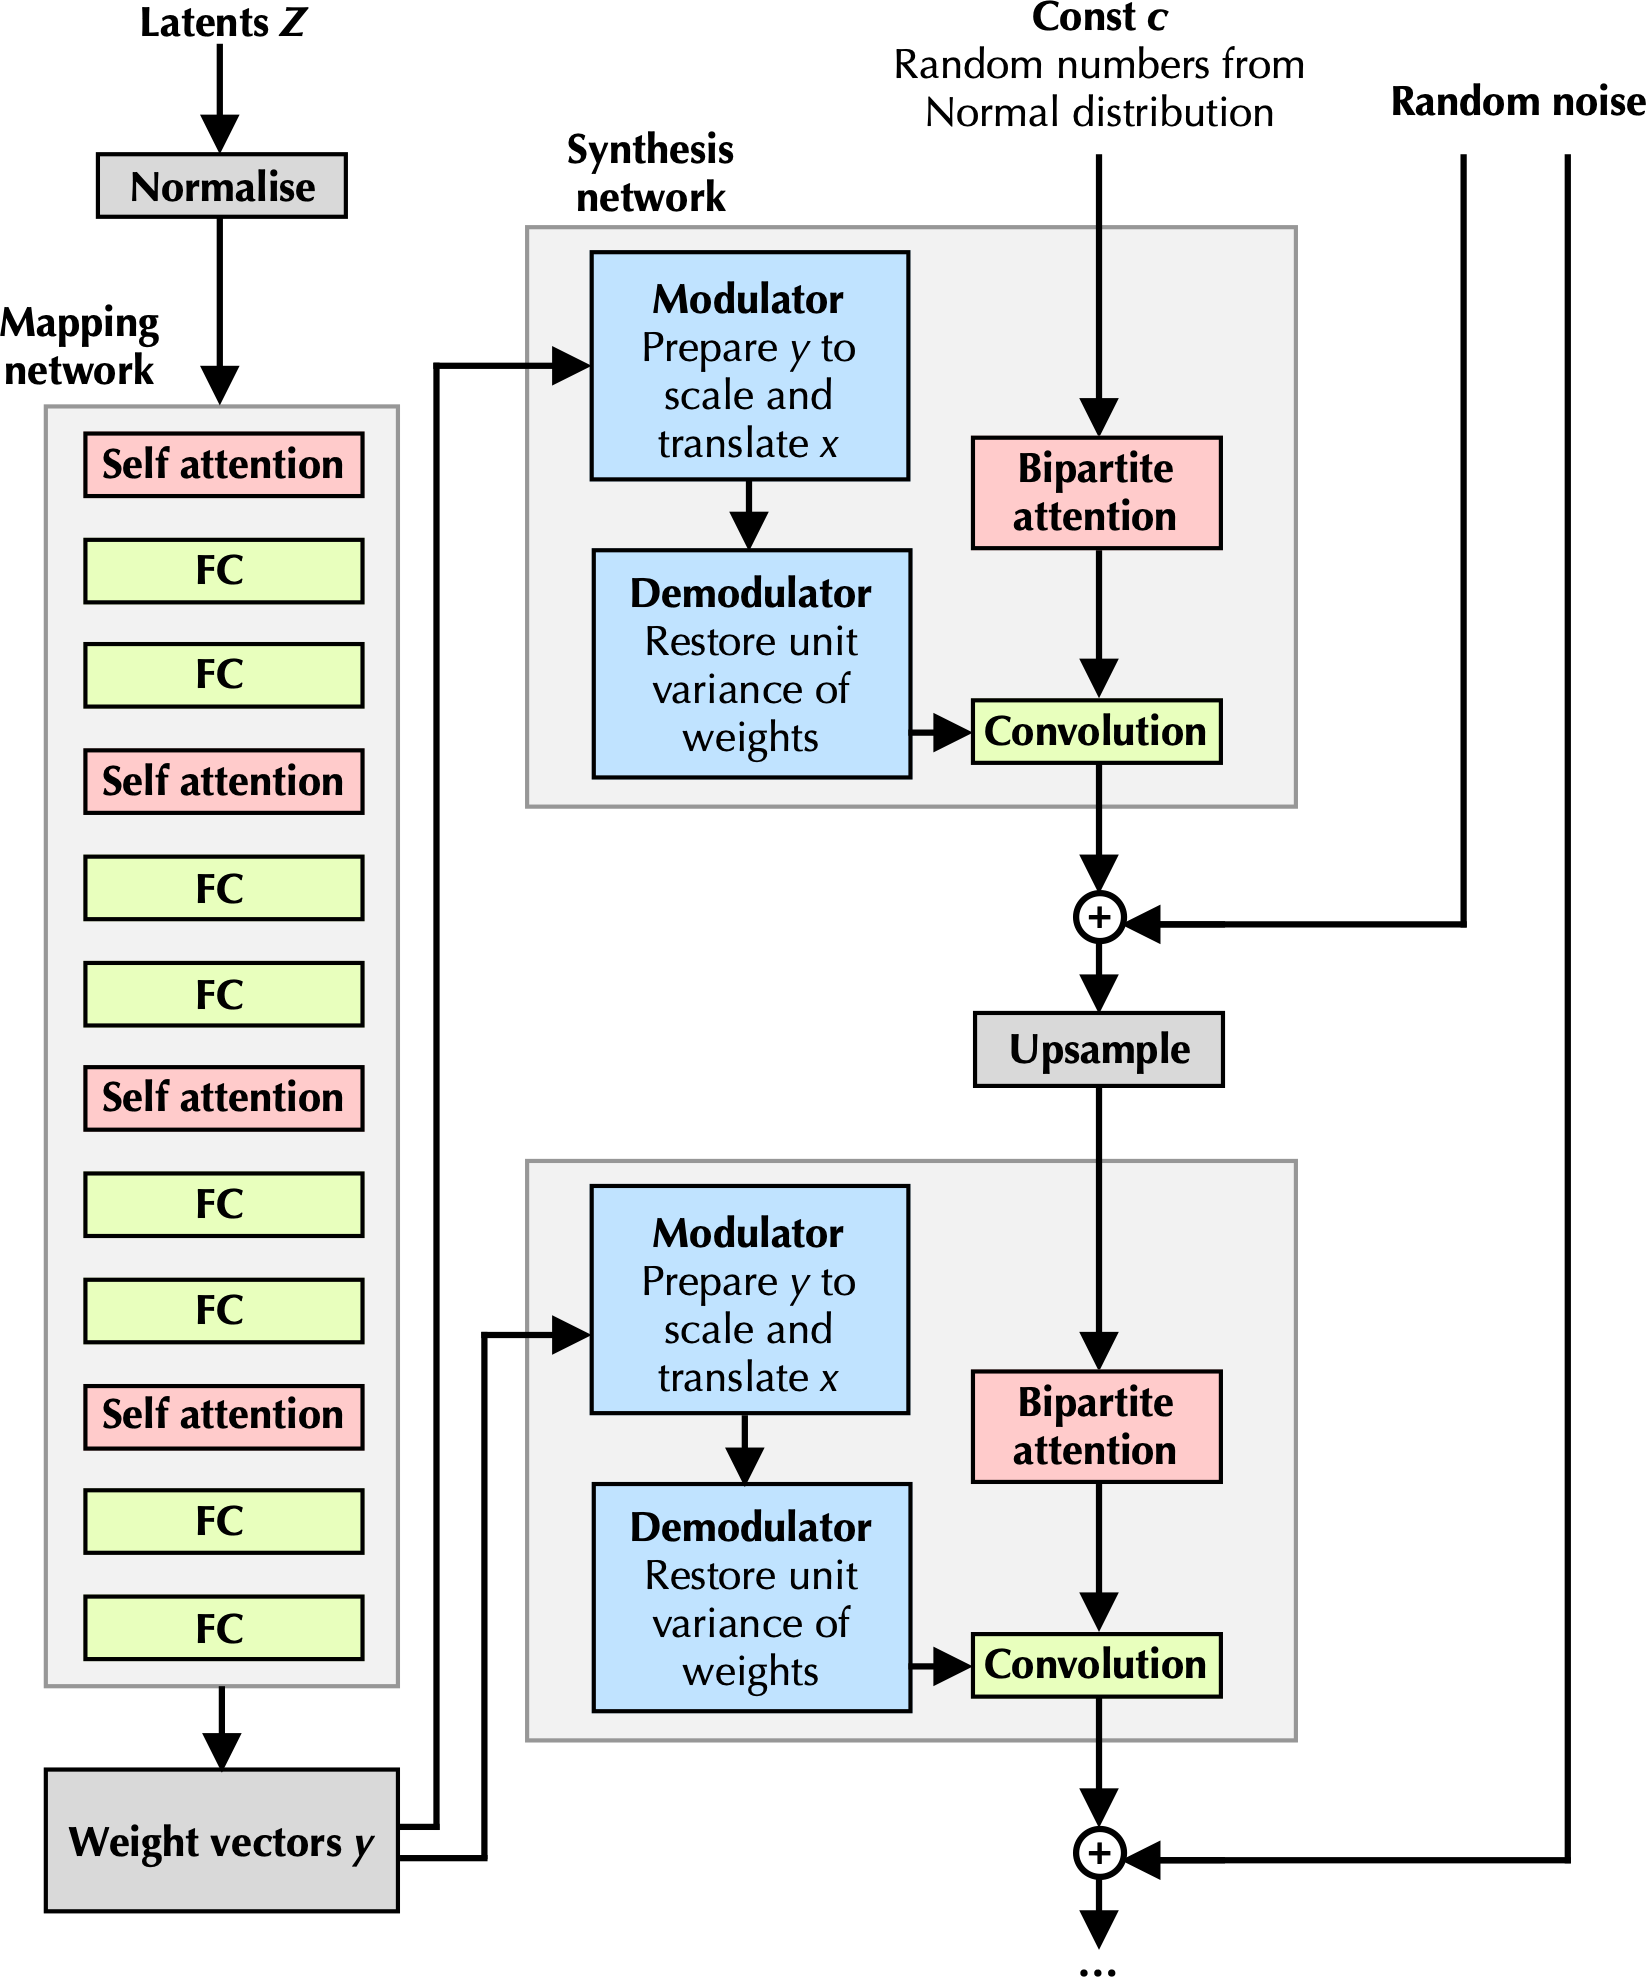 Latents Z
Normalise
Mapping
network
Self attention
FC
FC
Self attention
FC
FC
Self attention
FC
FC
Self attention
FC
FC
Weight vectors y
Synthesis
network
Const c
Random numbers from
Normal distribution
Random noise
Modulator
Prepare y to
scale and
translate x
Demodulator
Restore unit
variance of
weights
Bipartite
attention
Convolution
+
Upsample
Modulator
Prepare y to
scale and
translate x
Demodulator
Restore unit
variance of
weights
Bipartite
attention
Convolution
+
...